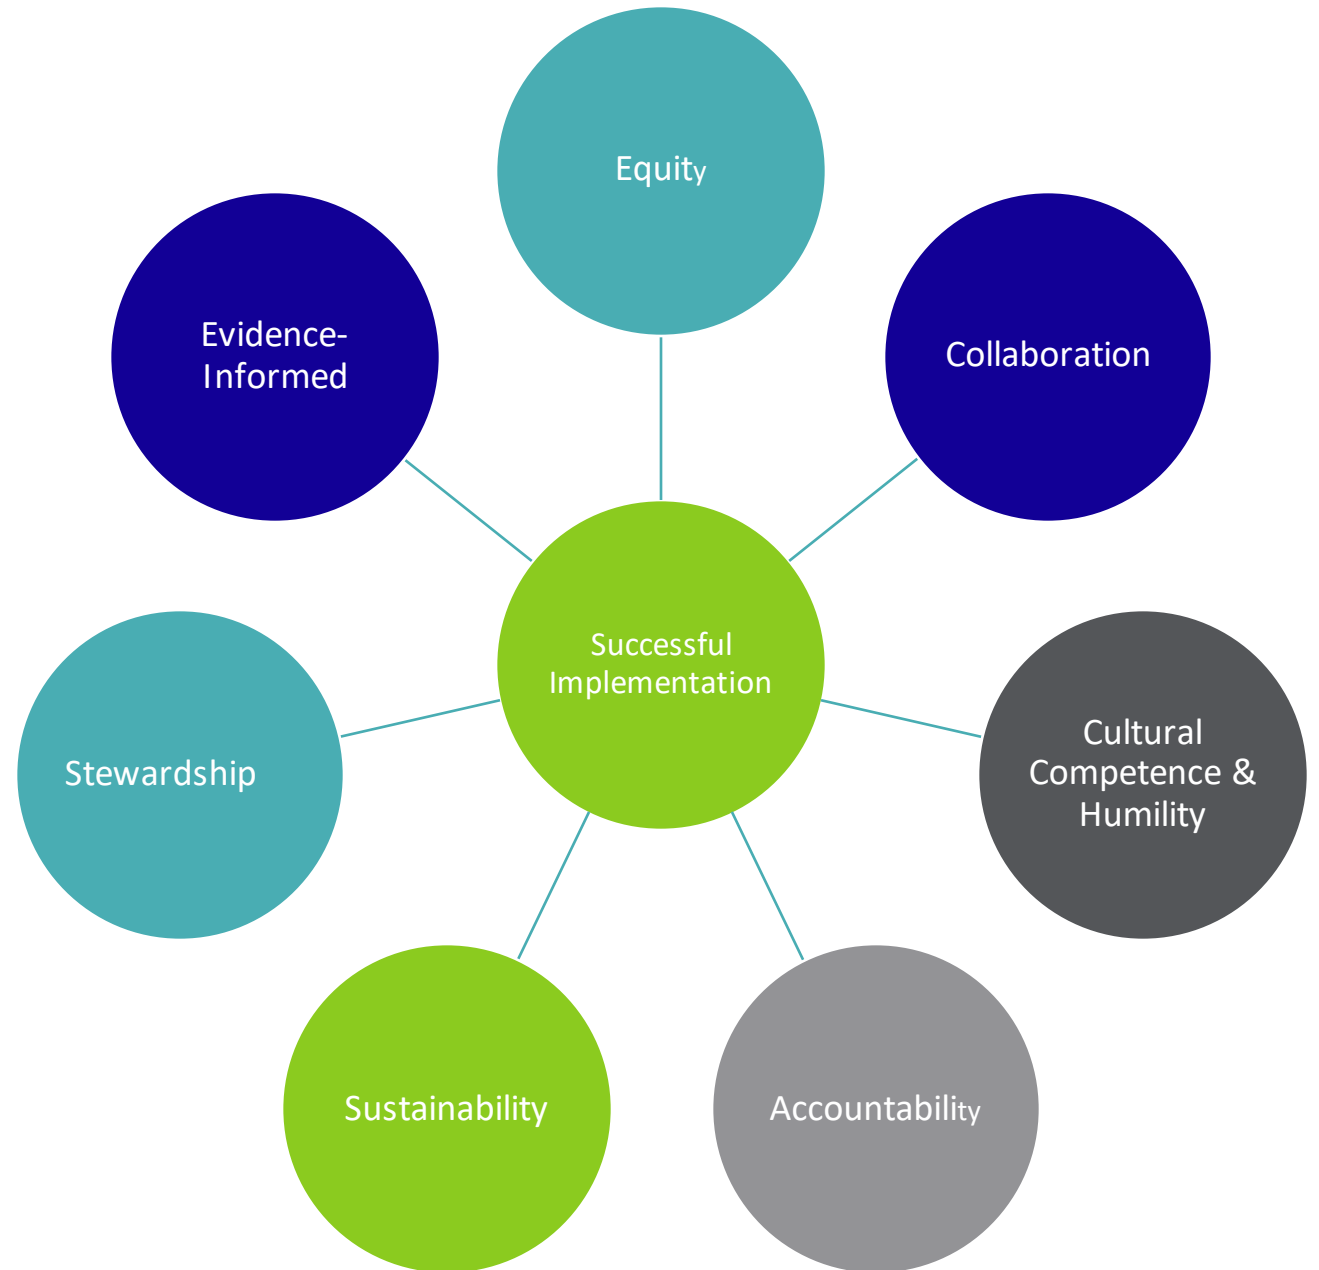 Equity
Evidence-
Informed
Collaboration
Successful
Implementation
Cultural
Competence &
Humility
Stewardship
Sustainability
Accountability